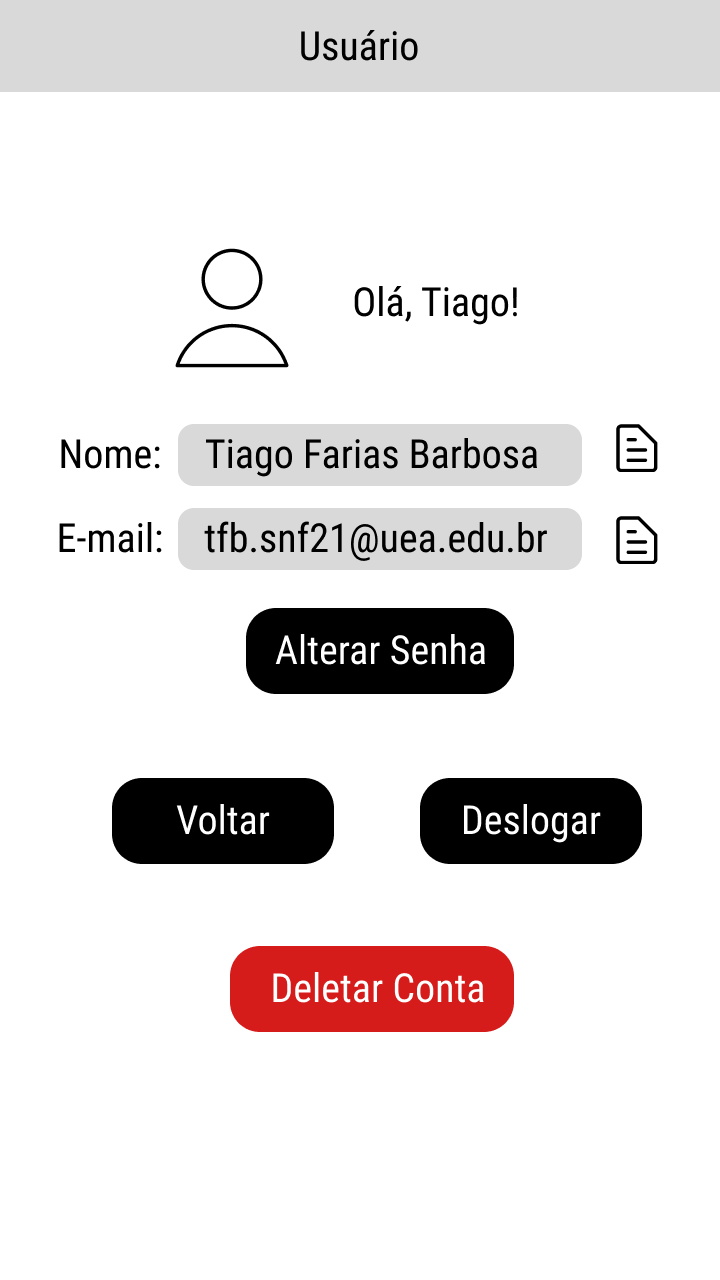 Usuário
Olá, Tiago!
Nome: Tiago Farias Barbosa
E-mail: tfb.snf21@uea.edu.br
Alterar Senha
Voltar Deslogar
Deletar Conta